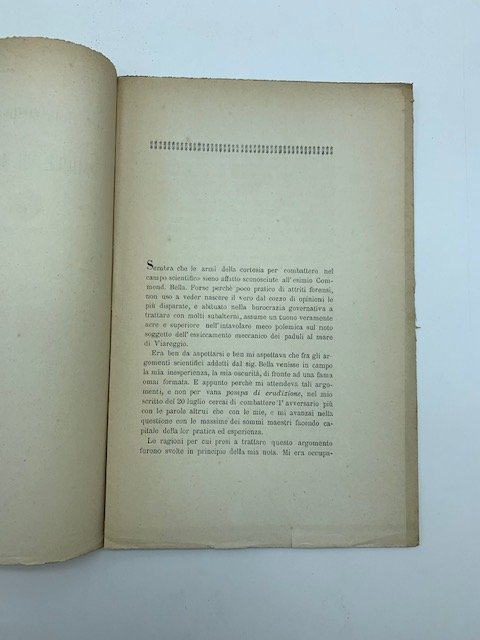 Sembra che le armi della cortesia per combattere nel
campo scientifico sieno affatto sconosciute all'esimio Com-
mend. Bella. Forse perchè poco pratico di attriti forensi,
non uso a veder nascere il vero dal cozzo di opinioni le
più disparate, e abituato nella burocrazia governativa a
trattare con molti subalterni, assume un tuono veramente
acre e superiore nell'intavolare meco polemica sul noto
soggetto dell'essiccamento meccanico dei paduli al mare
di Viareggio.
Era ben da aspettarsi e ben mi aspettava che fra gli ar-
gomenti scientifici addotti dal sig. Bella venisse in campo
la mia inesperienza, la mia oscurità, di fronte ad una fama
omai formata. E appunto perchè mi attendeva tali argo-
menti, e non per vana pompa di erudizione, nel mio
scritto del 20 luglio cercai di combattere l'avversario più
con le parole altrui che con le mie, e mi avanzai nella
questione con le massime dei sommi maestri facendo ca-
pitale della lor pratica ed esperienza.
Le ragioni per cui presi a trattare questo argomento
furono svolte in principio della mia nota. Mi era occupa-